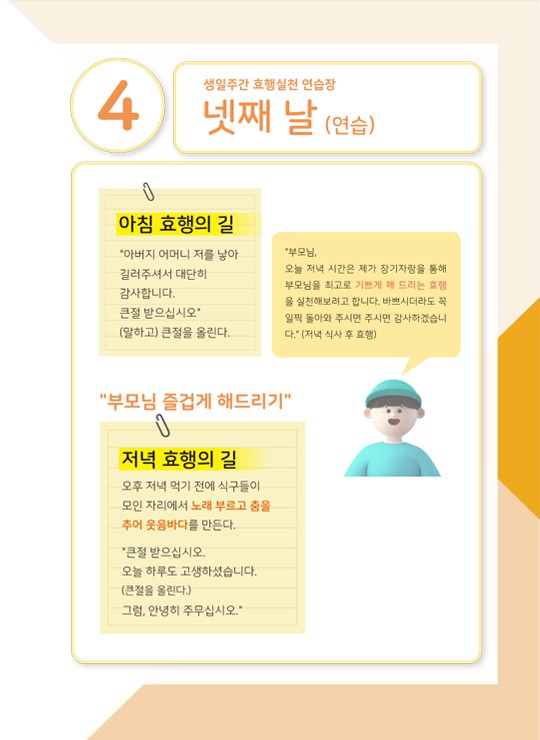 4
생일주간 효행실천 연습장
넷째 날 (연습)
아침 효행의 길
"아버지 어머니 저를 낳아
길러주셔서 대단히
감사합니다.
큰절 받으십시오"
(말하고) 큰절을 올린다.
"부모님,
오늘 저녁 시간은 제가 장기자랑을 통해
부모님을 최고로 기쁘게 해 드리는 효행
을 실천해보려고 합니다. 바쁘시더라도 꼭
일찍 돌아와 주시면 주시면 감사하겠습니
다." (저녁 식사 후 효행)
"부모님 즐겁게 해드리기"
저녁 효행의 길
오후 저녁 먹기 전에 식구들이
모인 자리에서 노래 부르고 춤을
추어 웃음바다를 만든다.
"큰절 받으십시오.
오늘 하루도 고생하셨습니다.
(큰절을 올린다.)
그럼, 안녕히 주무십시오."